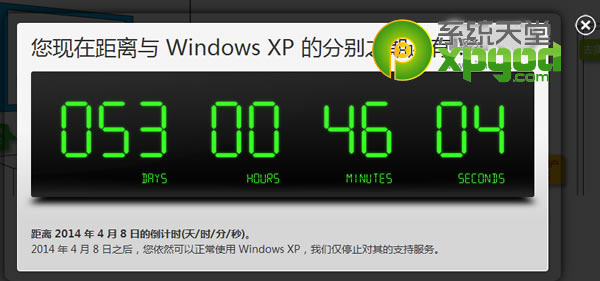 您现在距离与 Windows XP 的分别之
有
系统天堂
xpgod
.com
053 00 46 04
DAYS HOURS MINUTES SECONDS
距离 2014 年 4 月 8 日的倒计时(天/时/分/秒)。
2014 年 4 月 8 日之后，您依然可以正常使用 Windows XP，我们仅停止对其的支持服务。